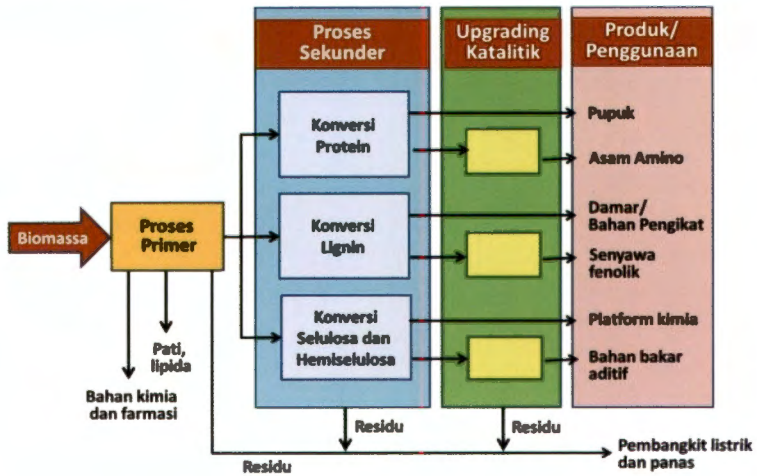 Proses
Sekunder
Upgrading
Katalitik
Produk/
Penggunaan
Biomassa
Proses
Primer
Konversi
Protein
Konversi
Lignin
Konversi
Selulosa dan
Hemiselulosa
Pupuk
Asam Amino
Damar/
Bahan Pengikat
Senyawa
fenolik
Platform kimia
Bahan bakar
aditif
Pati,
lipida
Bahan kimia
dan farmasi
Residu
Residu
Residu
Pembangkit listrik
dan panas